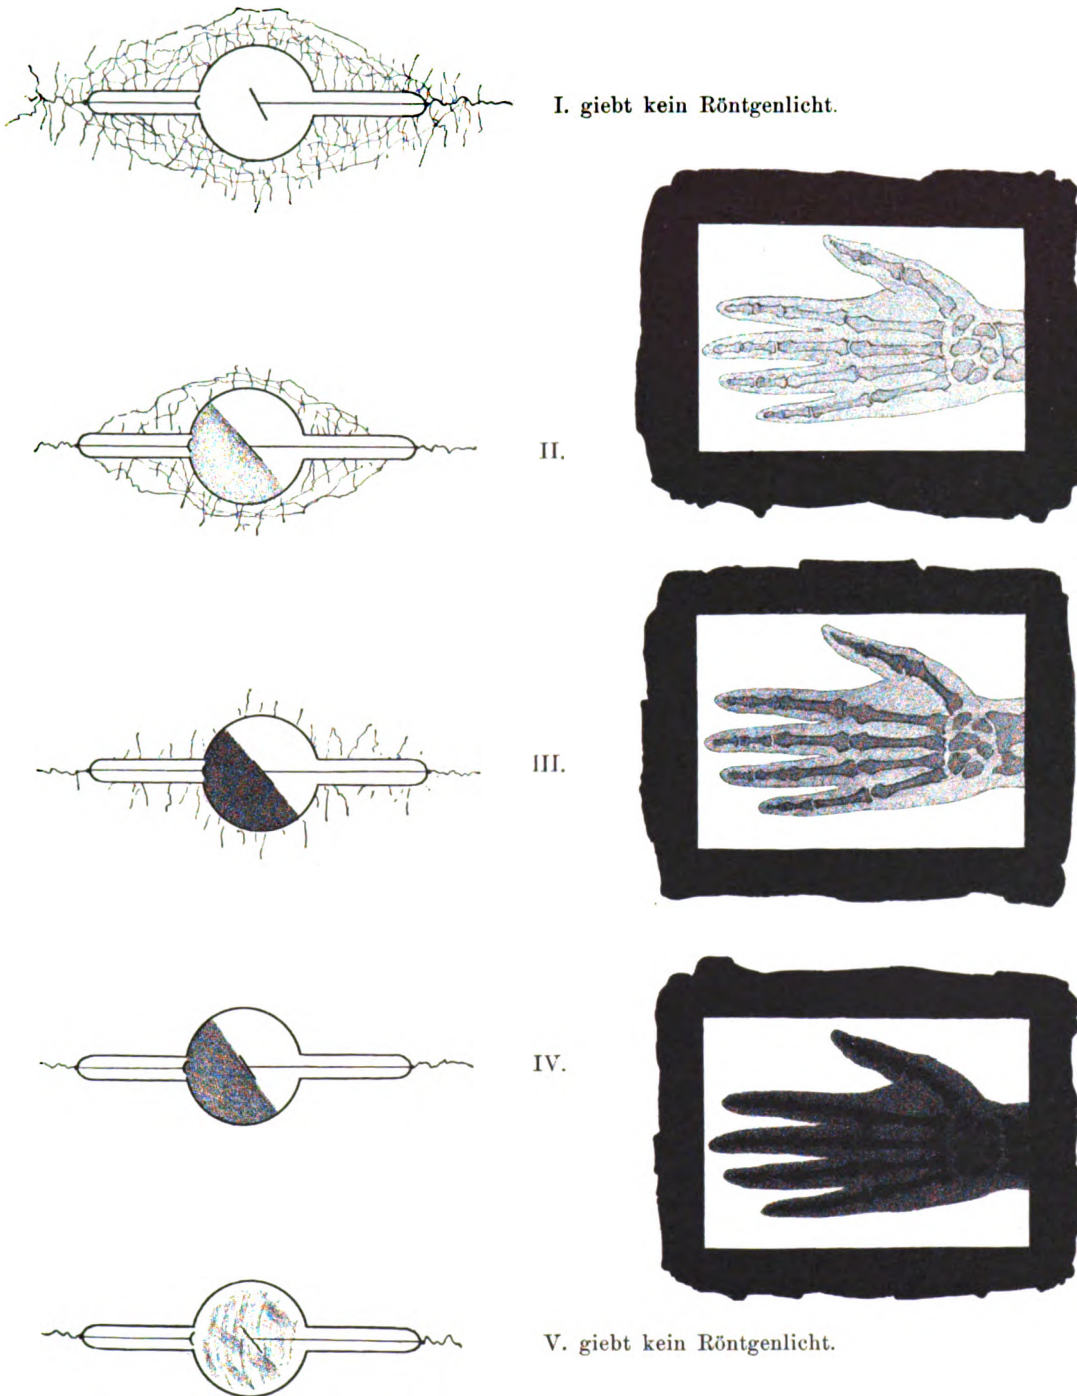 I. giebt kein Röntgenlicht.
II.
III.
IV.
V. giebt kein Röntgenlicht.